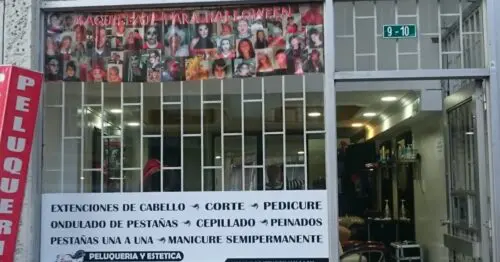 MAQUILLAJE PARA HALLOWEEN
9 - 10
PELUQUERI
EXTENCIONES DE CABELLO CORTE PEDICURE
ONDULADO DE PESTAÑAS CEPILLADO PEINADOS
PESTAÑAS UNA A UNA MANICURE SEMIPERMANENTE
PELUQUERIA Y ESTETICA